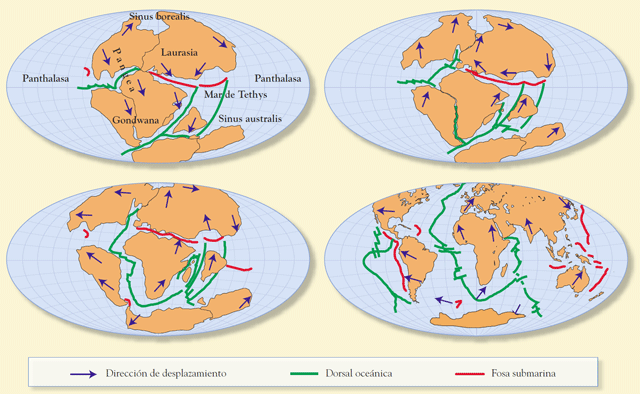 Sinus borealis
Pangea
Laurasia
Panthalasa
Panthalasa
Mar de Tethys
Gondwana
Sinus australis
Dirección de desplazamiento
Dorsal oceánica
Fosa submarina